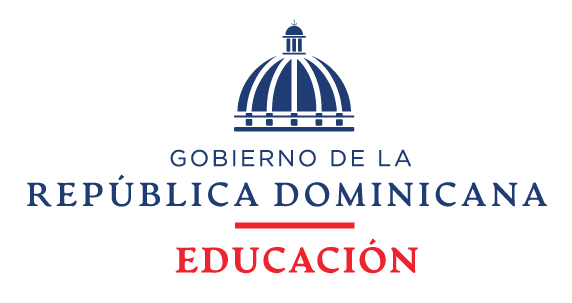 GOBIERNO DE LA
REPÚBLICA DOMINICANA
EDUCACIÓN